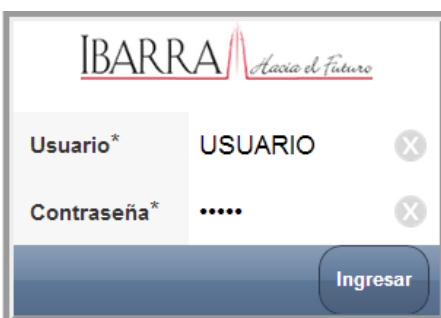 IBARRA Hacia el Futuro
Usuario* USUARIO X
Contraseña* ••••• X
Ingresar